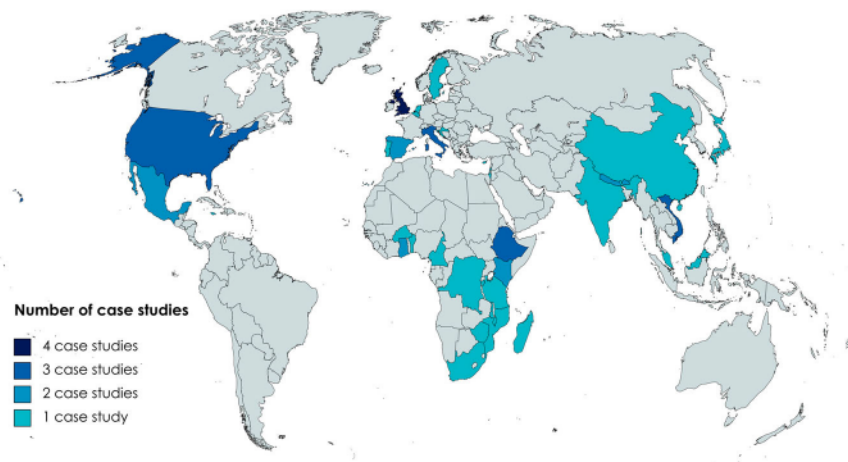 Number of case studies
4 case studies
3 case studies
2 case studies
1 case study